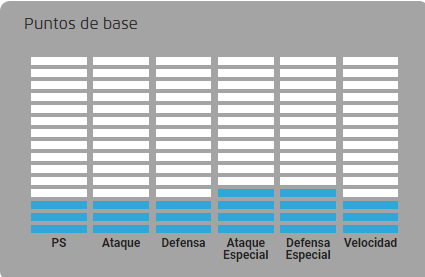 Puntos de base
PS Ataque Defensa Ataque Defensa Velocidad
Especial Especial